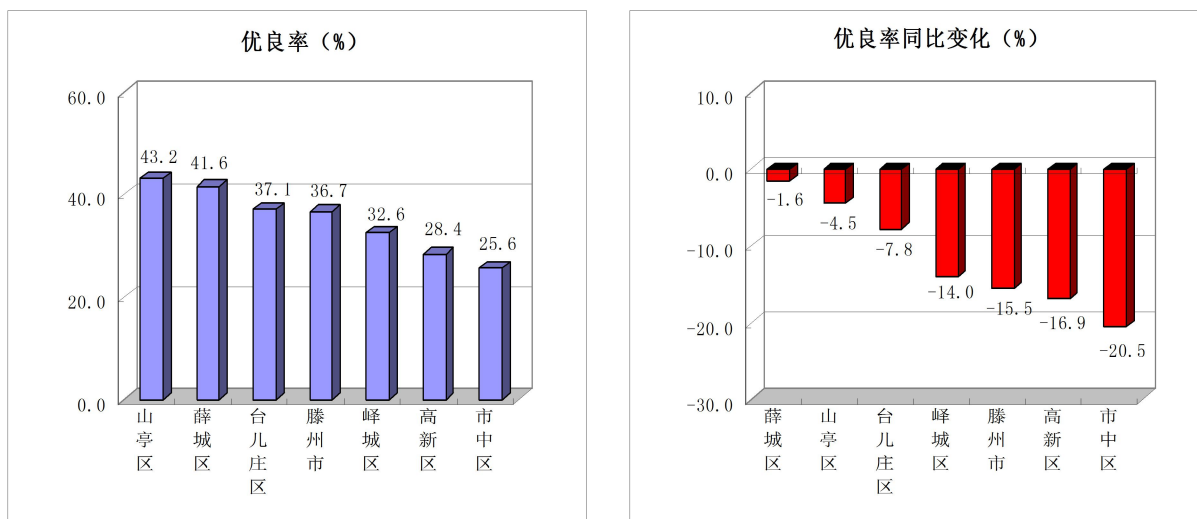 优良率（%）
60.0
40.0
20.0
0.0
43.2
41.6
37.1
36.7
32.6
28.4
25.6
山亭区
薛城区
台儿庄区
滕州市
峄城区
高新区
市中区
优良率同比变化（%）
10.0
0.0
-10.0
-20.0
-30.0
-1.6
-4.5
-7.8
-14.0
-15.5
-16.9
-20.5
薛城区
山亭区
台儿庄区
峄城区
滕州市
高新区
市中区